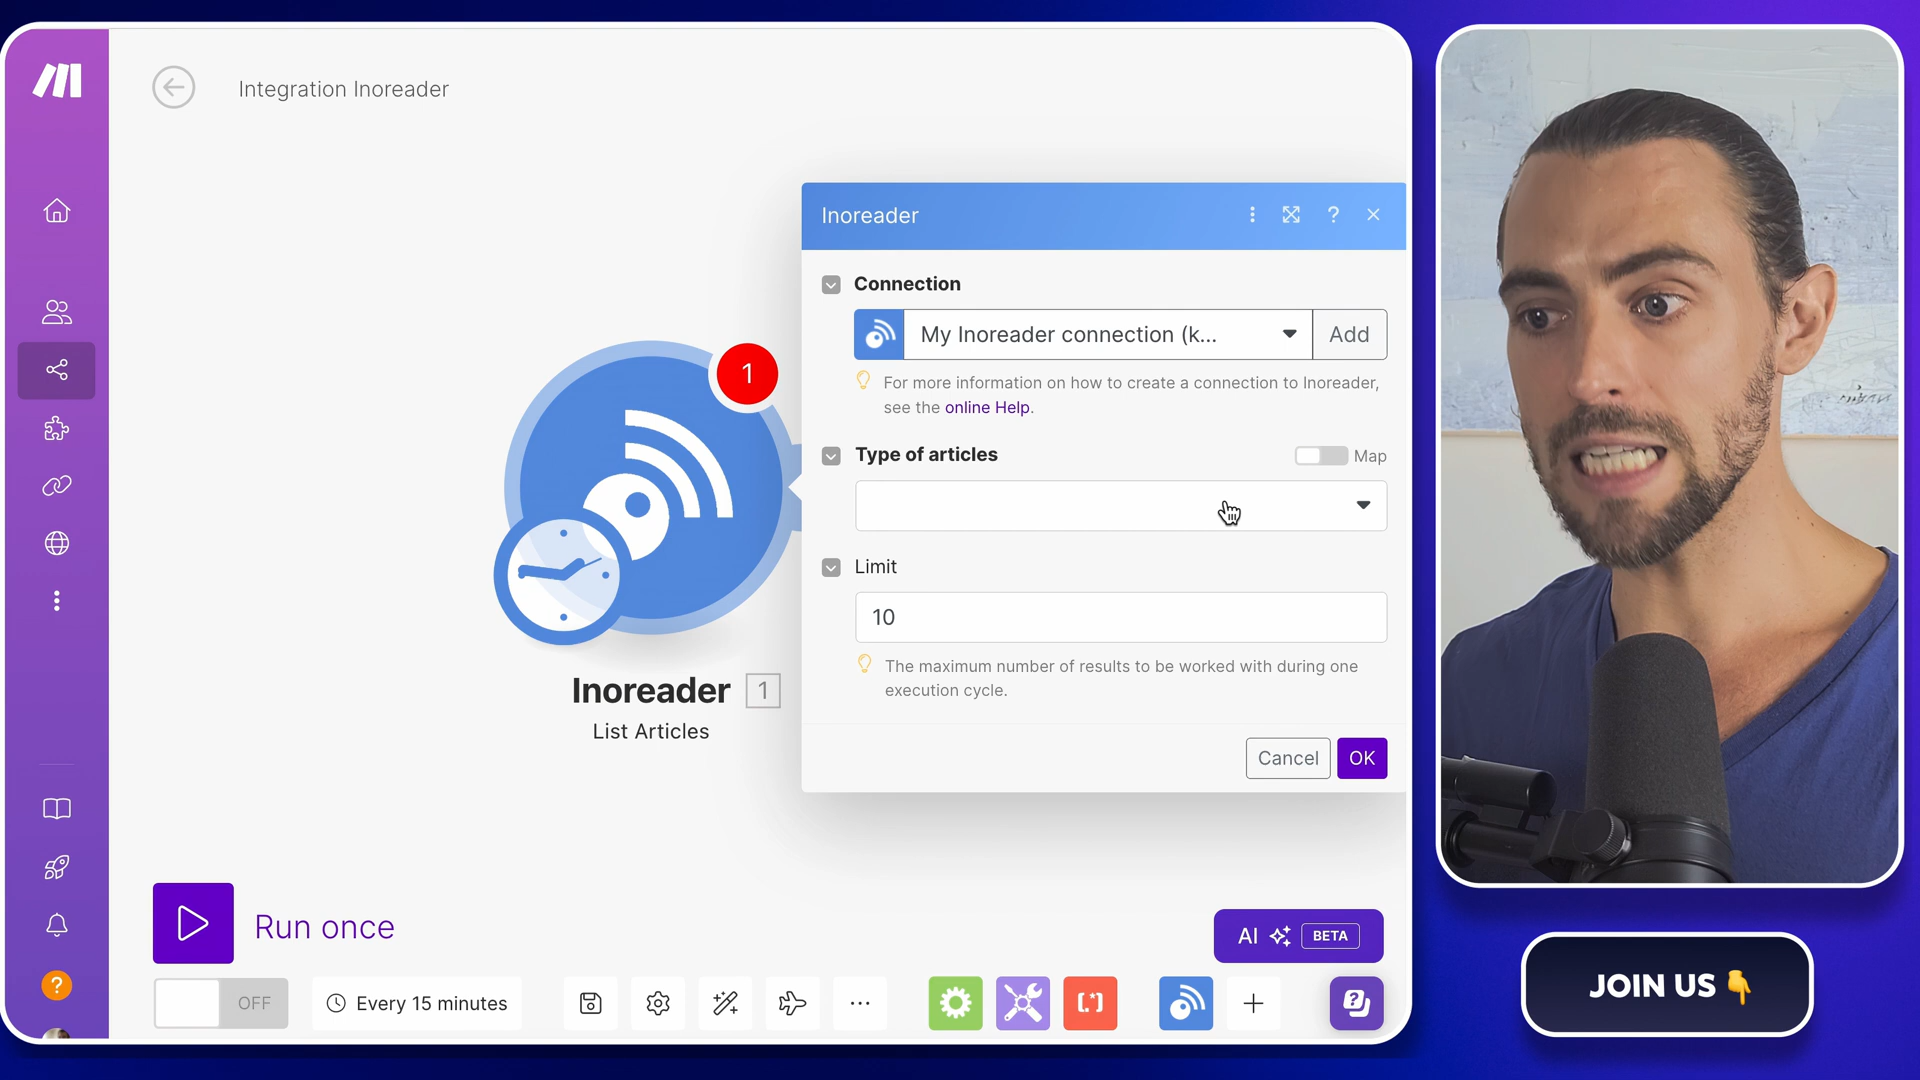 Integration Inoreader
Inoreader
?
Connection
My Inoreader connection (k...
Add
For more information on how to create a connection to Inoreader,
see the online Help.
Type of articles
Map
Limit
10
The maximum number of results to be worked with during one
execution cycle.
Cancel
OK
1
Inoreader 1
List Articles
Run once
AI BETA
?
OFF
Every 15 minutes
[.*]
?
JOIN US 👇